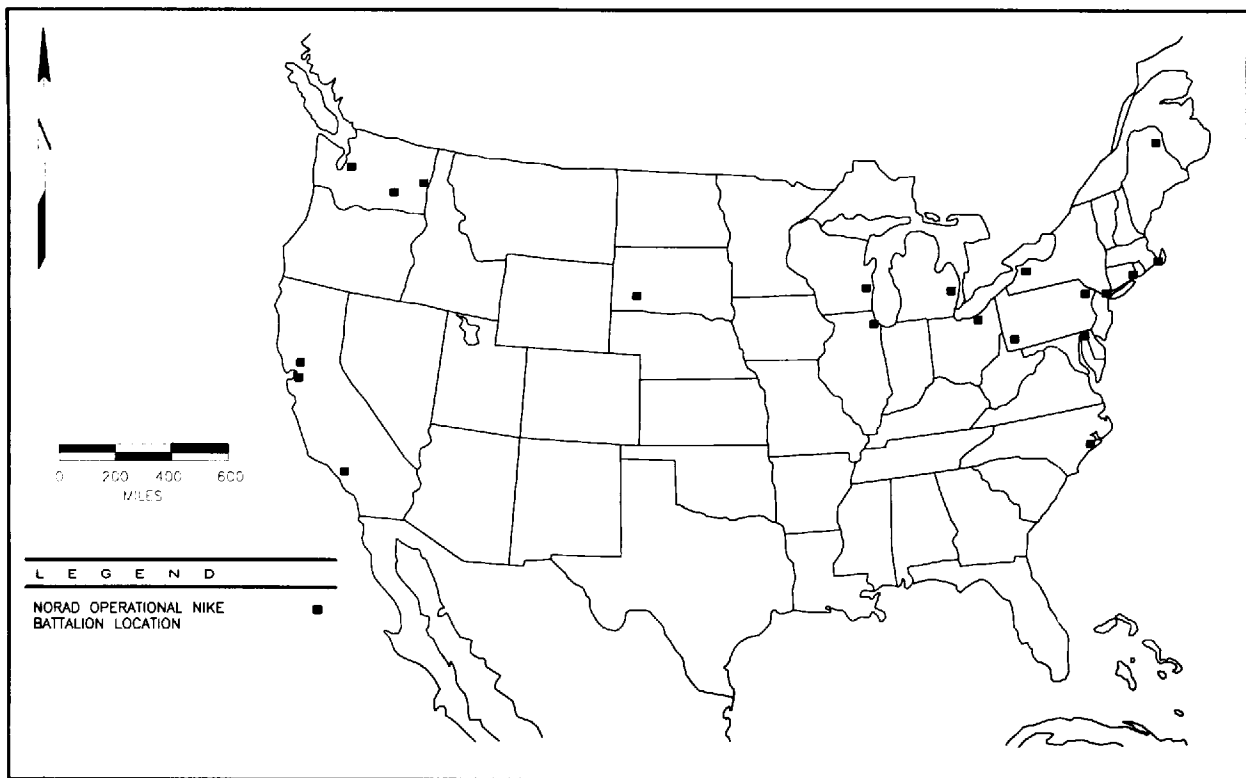 0 200 400 600
MILES
L E G E N D
NORAD OPERATIONAL NIKE
BATTALION LOCATION